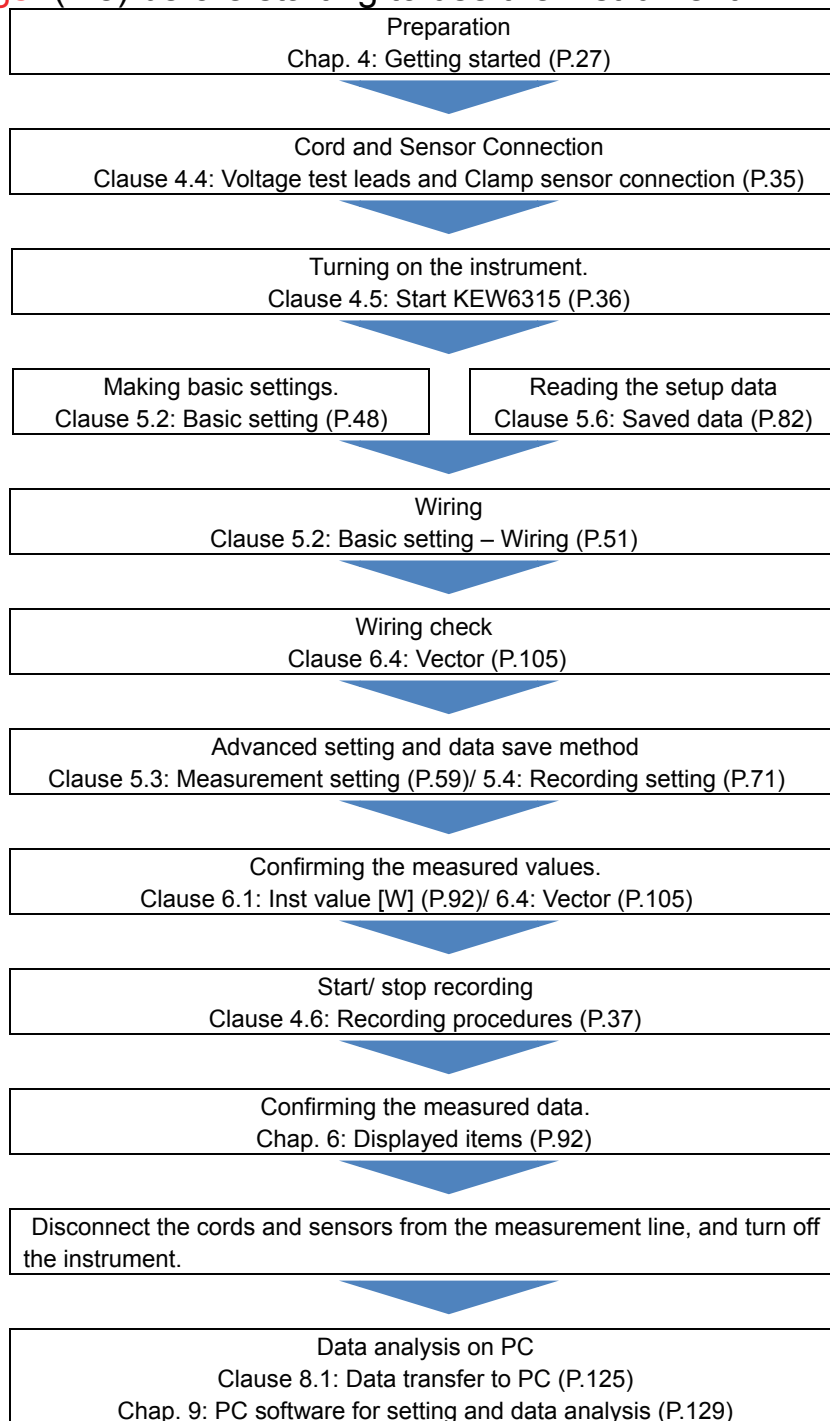 Preparation
Chap. 4: Getting started (P.27)
Cord and Sensor Connection
Clause 4.4: Voltage test leads and Clamp sensor connection (P.35)
Turning on the instrument.
Clause 4.5: Start KEW6315 (P.36)
Making basic settings.
Clause 5.2: Basic setting (P.48)
Reading the setup data
Clause 5.6: Saved data (P.82)
Wiring
Clause 5.2: Basic setting – Wiring (P.51)
Wiring check
Clause 6.4: Vector (P.105)
Advanced setting and data save method
Clause 5.3: Measurement setting (P.59)/ 5.4: Recording setting (P.71)
Confirming the measured values.
Clause 6.1: Inst value [W] (P.92)/ 6.4: Vector (P.105)
Start/ stop recording
Clause 4.6: Recording procedures (P.37)
Confirming the measured data.
Chap. 6: Displayed items (P.92)
Disconnect the cords and sensors from the measurement line, and turn off
the instrument.
Data analysis on PC
Clause 8.1: Data transfer to PC (P.125)
Chap. 9: PC software for setting and data analysis (P.129)